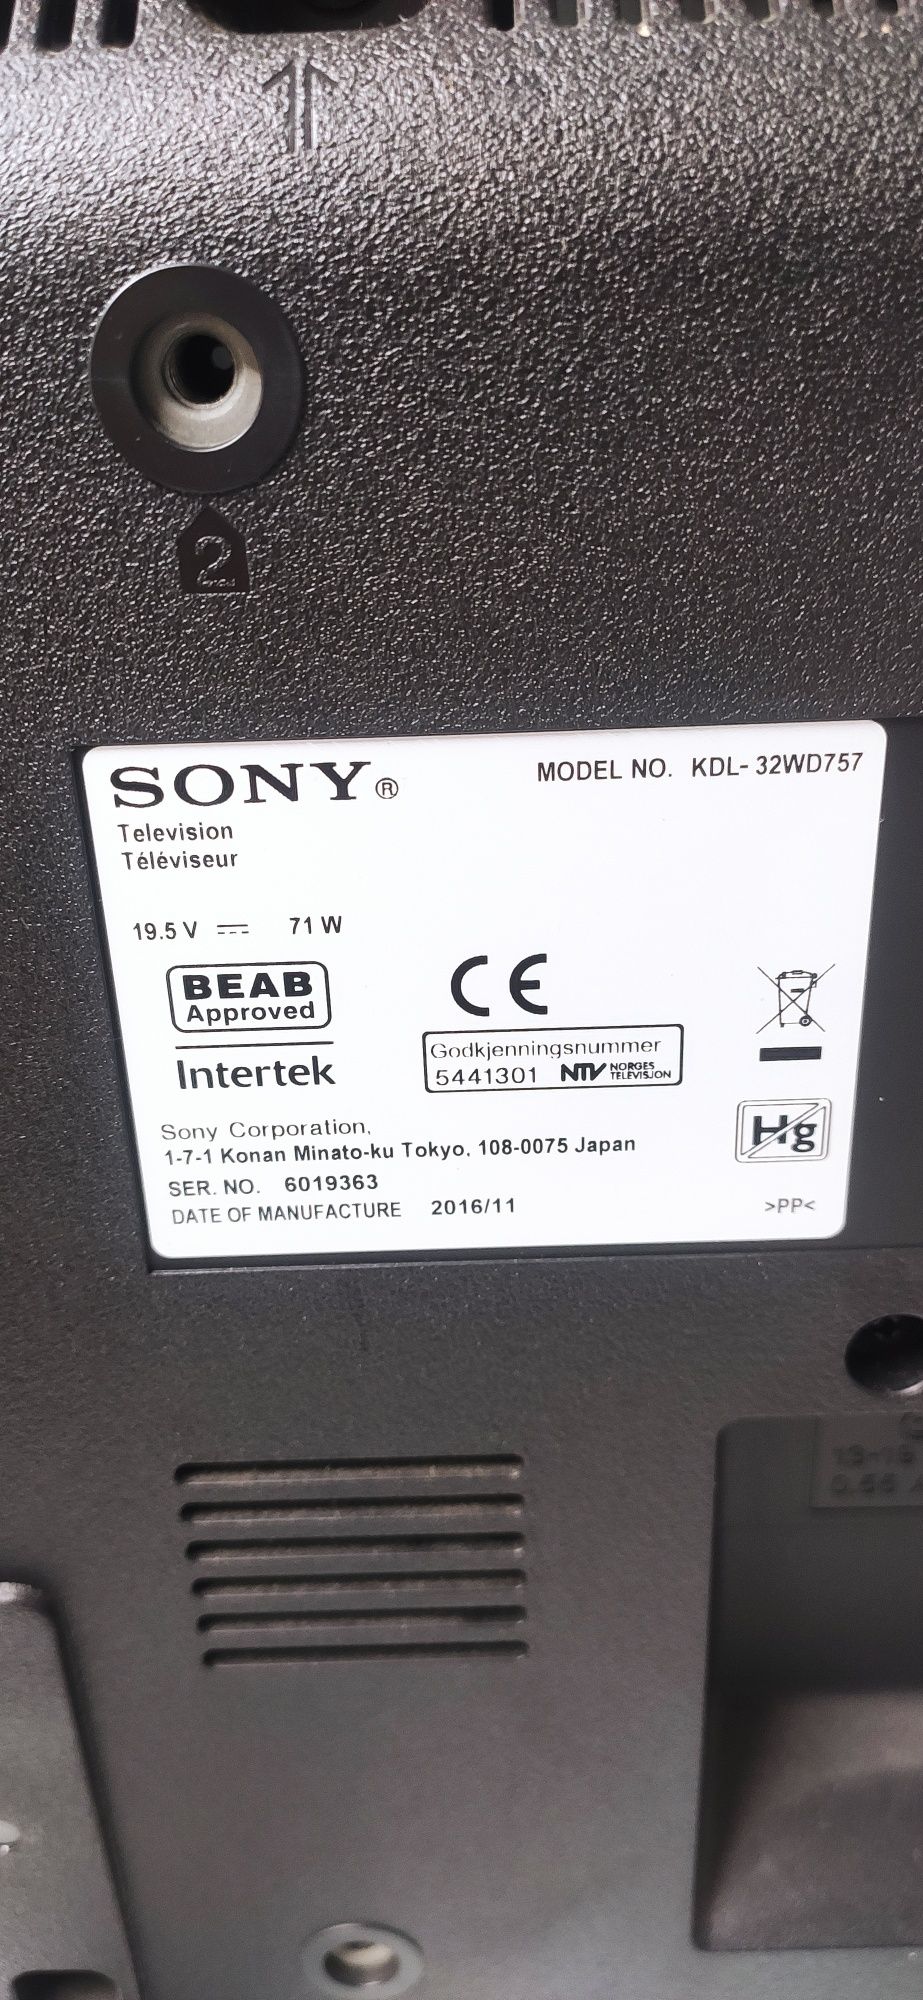 2
SONY® MODEL NO. KDL- 32WD757
Television
Téléviseur
19.5 V 71 W
BEAB
Approved
Intertek
CE
Godkjenningsnummer
5441301 NTV NORGES TELEVISJON
Sony Corporation,
1-7-1 Konan Minato-ku Tokyo, 108-0075 Japan
Hg
SER. NO. 6019363
DATE OF MANUFACTURE 2016/11 >PP<